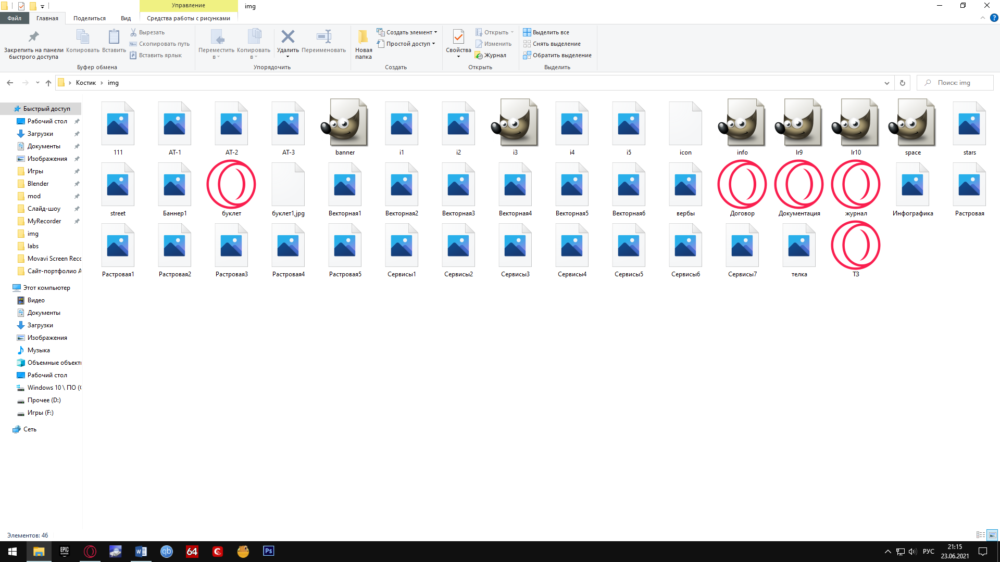 Управление
img
Файл
Главная
Поделиться
Вид
Средства работы с рисунками
Закрепить на панели
быстрого доступа
Копировать
Вставить
Вырезать
Скопировать путь
Вставить ярлык
Буфер обмена
Переместить
в
Копировать
в
Удалить
Переименовать
Упорядочить
Новая
папка
Создать элемент
Простой доступ
Создать
Свойства
Открыть
Изменить
Журнал
Открыть
Выделить все
Снять выделение
Обратить выделение
Выделить
Костик
img
Поиск: img
Быстрый доступ
Рабочий стол
Загрузки
Документы
Изображения
Игры
Blender
mod
Слайд-шоу
MyRecorder
img
labs
Movavi Screen Reco
Сайт-портфолио А
Этот компьютер
Видео
Документы
Загрузки
Изображения
Музыка
Объемные объекты
Рабочий стол
Windows 10 \ ПО (C
Прочее (D:)
Игры (F:)
Сеть
111
АТ-1
АТ-2
АТ-3
banner
i1
i2
i3
i4
i5
icon
info
lr9
lr10
space
stars
street
Баннер1
буклет
буклет1,jpg
Векторная1
Векторная2
Векторная3
Векторная4
Векторная5
Векторная6
вербы
Договор
Документация
журнал
Инфографика
Растровая
Растровая1
Растровая2
Растровая3
Растровая4
Растровая5
Сервисы1
Сервисы2
Сервисы3
Сервисы4
Сервисы5
Сервисы6
Сервисы7
телка
ТЗ
Элементов: 46
EPIC
GAMES
W
qb
64
Ps
РУС
21:15
23.06.2021